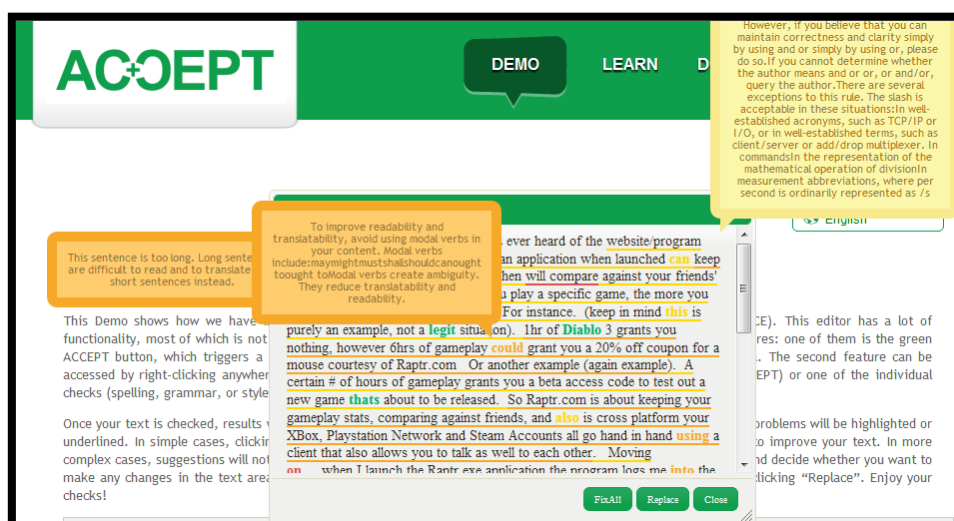 ACCEPT
DEMO
LEARN
D
However, if you believe that you can
maintain correctness and clarity simply
by using and or simply by using or, please
do so.If you cannot determine whether
the author means and or or, or and/or,
query the author.There are several
exceptions to this rule. The slash is
acceptable in these situations:In well-
established acronyms, such as TCP/IP or
I/O, or in well-established terms, such as
client/server or add/drop multiplexer. In
commandsIn the representation of the
mathematical operation of divisionIn
measurement abbreviations, where per
second is ordinarily represented as /s
English
This sentence is too long. Long sente
are difficult to read and to translate
short sentences instead.
To improve readability and
translatability, avoid using modal verbs in
your content. Modal verbs
include:maymightmustshallshouldcanought
toought toModal verbs create ambiguity.
They reduce translatability and
readability.
ever heard of the website/program
an application when launched can keep
hen will compare against your friends'
u play a specific game, the more you
For instance. (keep in mind this is
purely an example, not a legit situation). 1hr of Diablo 3 grants you
nothing, however 6hrs of gameplay could grant you a 20% off coupon for a
mouse courtesy of Raptr.com Or another example (again example). A
certain # of hours of gameplay grants you a beta access code to test out a
new game thats about to be released. So Raptr.com is about keeping your
gameplay stats, comparing against friends, and also is cross platform your
XBox, Playstation Network and Steam Accounts all go hand in hand using a
client that also allows you to talk as well to each other. Moving
on... when I launch the Raptr.exe application the program logs me into the
FixAll
Replace
Close
This Demo shows how we have CE). This editor has a lot of
functionality, most of which is not res: one of them is the green
ACCEPT button, which triggers a . The second feature can be
accessed by right-clicking anywher EPT) or one of the individual
checks (spelling, grammar, or style
Once your text is checked, results problems will be highlighted or
underlined. In simple cases, clickin to improve your text. In more
complex cases, suggestions will not nd decide whether you want to
make any changes in the text area clicking “Replace”. Enjoy your
checks!